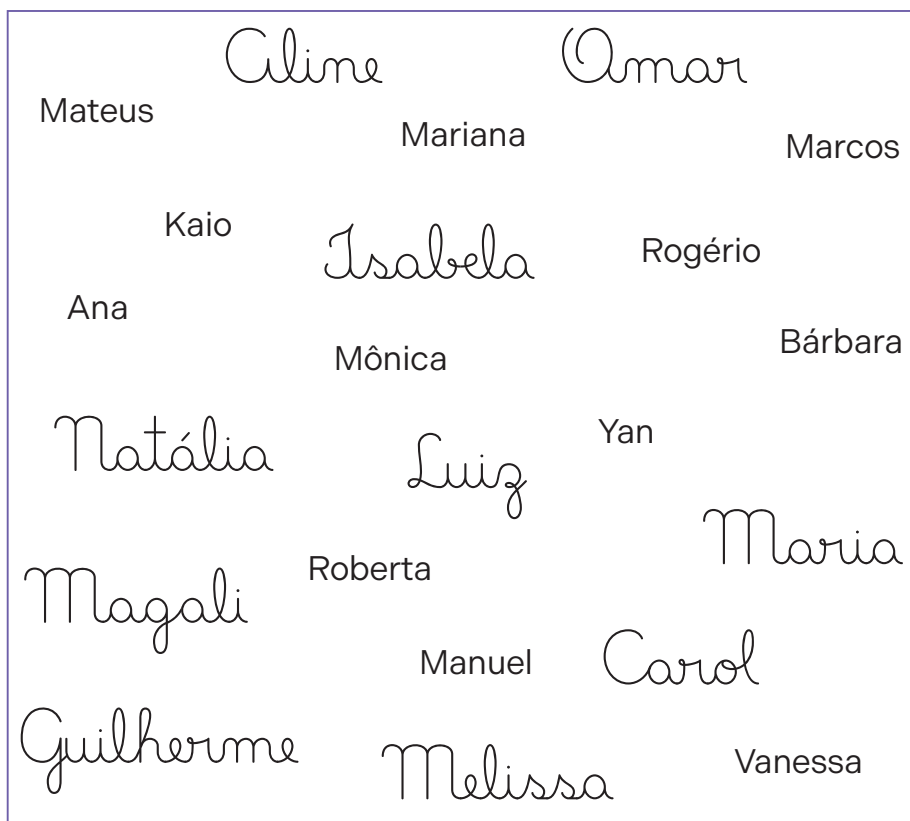 Aline
Omar
Mateus
Mariana
Marcos
Kaio
Isabela
Rogério
Ana
Bárbara
Mônica
Natália
Yan
Luiz
Maria
Roberta
Magali
Manuel
Carol
Guilherme
Melissa
Vanessa